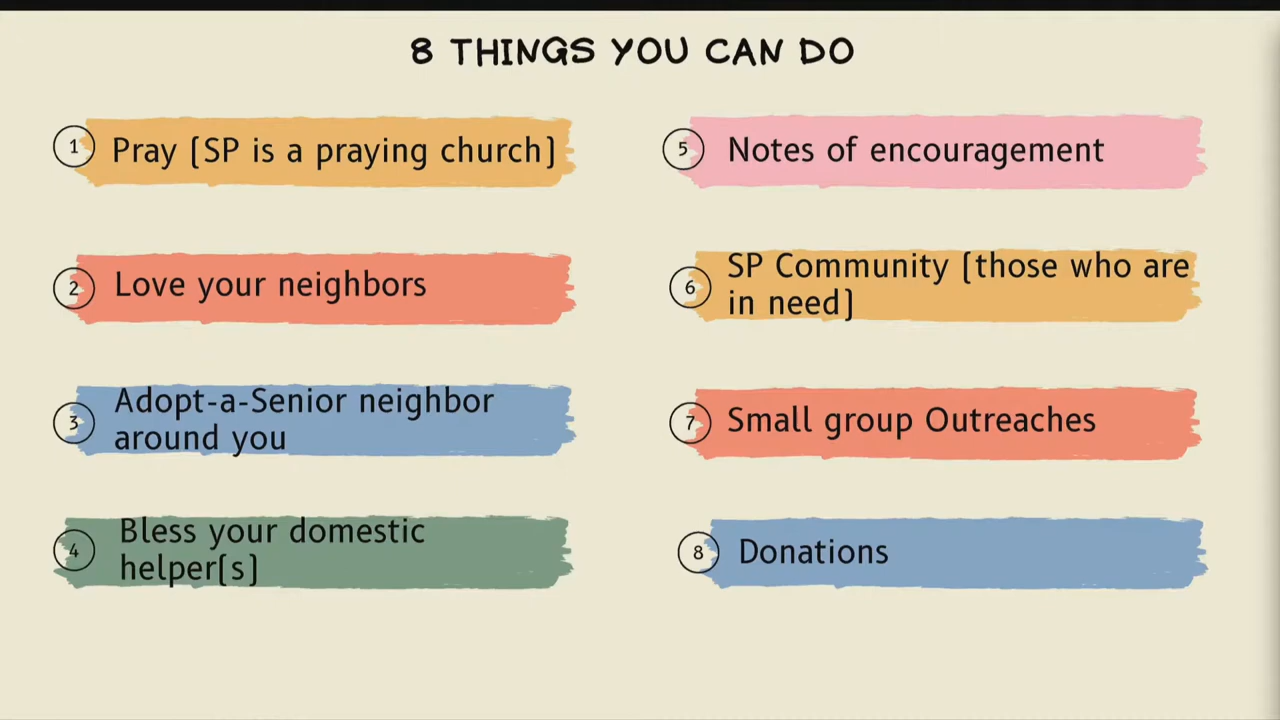 8 THINGS YOU CAN DO
1 Pray [SP is a praying church]
2 Love your neighbors
3 Adopt-a-Senior neighbor
around you
4 Bless your domestic
helper[s]
5 Notes of encouragement
6 SP Community [those who are
in need]
7 Small group Outreaches
8 Donations